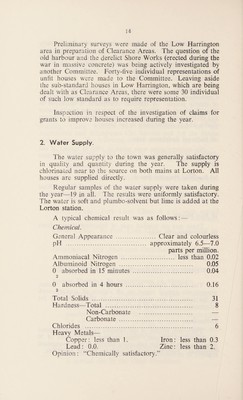 14
Preliminary surveys were made of the Low Harrington
area in preparation of Clearance Areas. The question of the
old harbour and the derelict Shore Works (erected during the
war in massive concrete) was being actively investigated by
another Committee. Forty-five individual representations of
unfit houses were made to the Committee. Leaving aside
the sub-standard houses in Low Harrington, which are being
dealt with as Clearance Areas, there were some 30 individual
of such low standard as to require representation.
Inspection in respect of the investigation of claims for
grants to improve houses increased during the year.
2. Water Supply.
The water supply to the town was generally satisfactory
in quality and quantity during the year. The supply is
chlorinated near to the source on both mains at Lorton. All
houses are supplied directly.
Regular samples of the water supply were taken during
the year—19 in all. The results were uniformly satisfactory.
The water is soft and plumbo-solvent but lime is added at the
Lorton station.
A typical chemical result was as follows:—
Chemical.
General Appearance ................ Clear and colourless
pH ................................ approximately 6.5—7.0
parts per million.
Ammoniacal Nitrogen ................ less than 0.02
Albuminoid Nitrogen ................ 0.05
0 absorbed in 15 minutes ................ 0.04
2
0 absorbed in 4 hours ................ 0.16
2
Total Solids ................ 31
Hardness—Total ................ 8
Non-Carbonate ................ —
Carbonate ................ —
Chlorides ................ 6
Heavy Metals—
Copper: less than 1. Iron: less than 0.3
Lead: 0.0. Zinc: less than 2.
Opinion: "Chemically satisfactory."